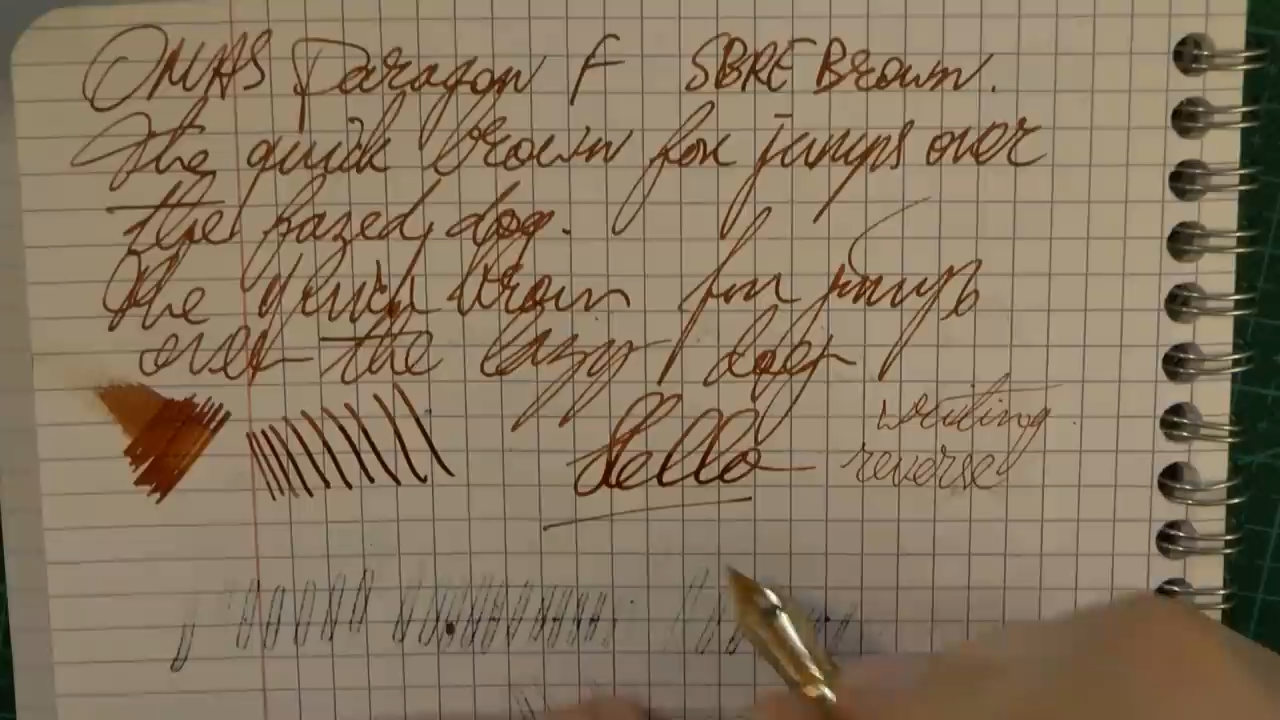 OMAS Paragon F SBRE Brown.
The quick brown fox jumps over
the lazed, dog.
The quick brown fox jumps
over the lazy dog
Hello
writing
reverse